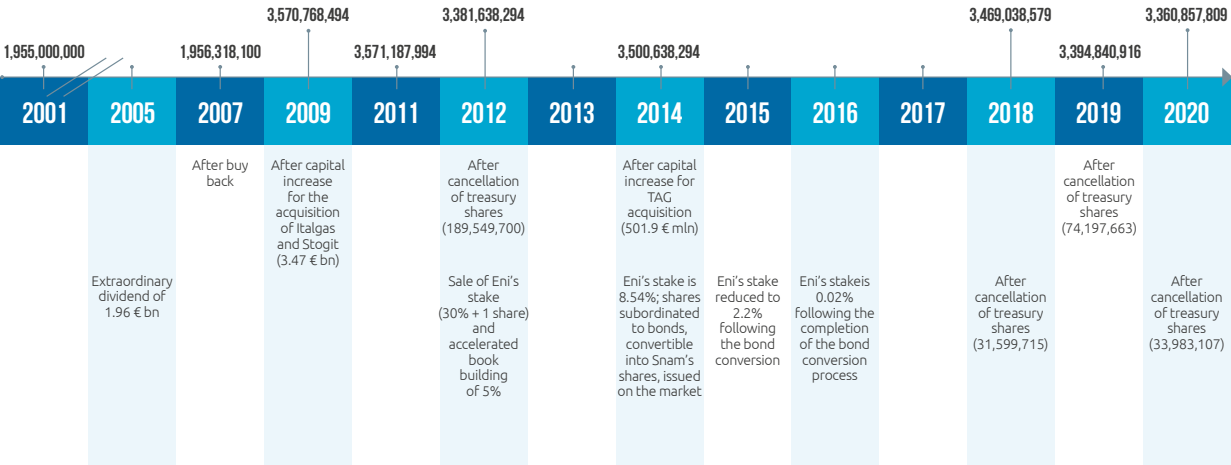 3,570,768,494
3,381,638,294
3,469,038,579
3,360,857,809
1,955,000,000
1,956,318,100
3,571,187,994
3,500,638,294
3,394,840,916
2001
2005
2007
2009
2011
2012
2013
2014
2015
2016
2017
2018
2019
2020
After buy
back
After capital
increase
for the
acquisition
of Italgas
and Stogit
(3.47 € bn)
After
cancellation
of treasury
shares
(189,549,700)
After capital
increase for
TAG
acquisition
(501.9 € mln)
After
cancellation
of treasury
shares
(74,197,663)
Extraordinary
dividend of
1.96 € bn
Sale of Eni’s
stake
(30% + 1 share)
and
accelerated
book
building
of 5%
Eni’s stake is
8.54%; shares
subordinated
to bonds,
convertible
into Snam’s
shares, issued
on the market
Eni’s stake
reduced to
2.2%
following
the bond
conversion
Eni’s stakeis
0.02%
following the
completion
of the bond
conversion
process
After
cancellation
of treasury
shares
(31,599,715)
After
cancellation
of treasury
shares
(33,983,107)